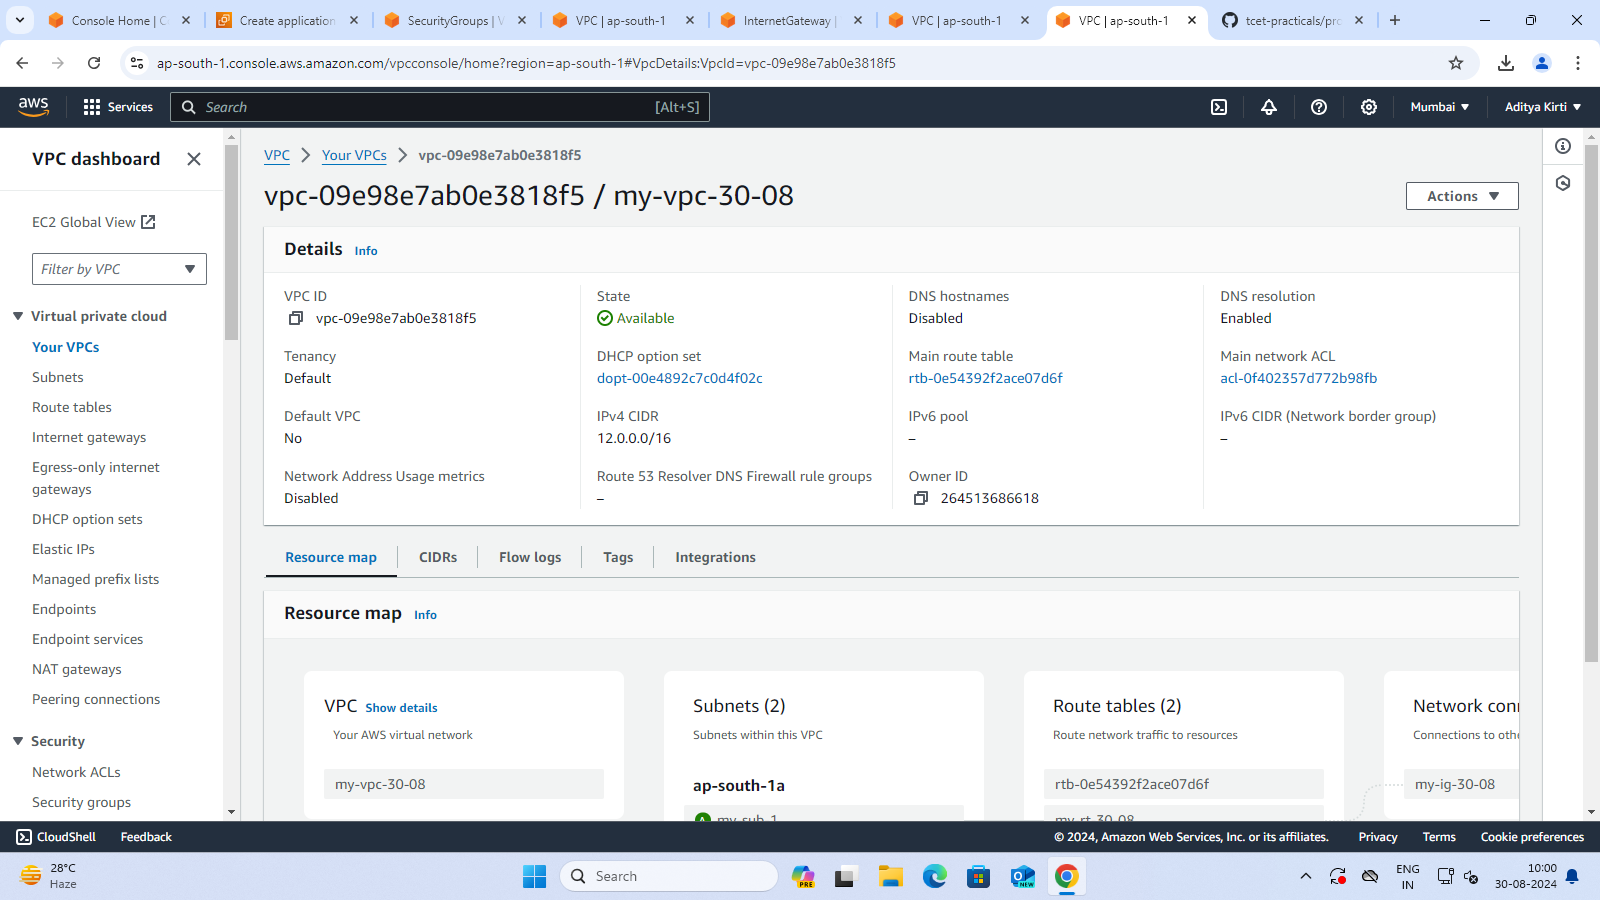 Console Home | C
Create application
SecurityGroups | V
VPC | ap-south-1
InternetGateway |
VPC | ap-south-1
VPC | ap-south-1
tcet-practicals/pro
ap-south-1.console.aws.amazon.com/vpcconsole/home?region=ap-south-1#VpcDetails:VpcId=vpc-09e98e7ab0e3818f5
aws
Services
Search
[Alt+S]
Mumbai
Aditya Kirti
VPC dashboard
EC2 Global View
Filter by VPC
Virtual private cloud
Your VPCs
Subnets
Route tables
Internet gateways
Egress-only internet
gateways
DHCP option sets
Elastic IPs
Managed prefix lists
Endpoints
Endpoint services
NAT gateways
Peering connections
Security
Network ACLs
Security groups
VPC
Your VPCs
vpc-09e98e7ab0e3818f5
vpc-09e98e7ab0e3818f5 / my-vpc-30-08
Actions
Details Info
VPC ID
vpc-09e98e7ab0e3818f5
State
Available
DNS hostnames
Disabled
DNS resolution
Enabled
Tenancy
Default
DHCP option set
dopt-00e4892c7c0d4f02c
Main route table
rtb-0e54392f2ace07d6f
Main network ACL
acl-0f402357d772b98fb
Default VPC
No
IPv4 CIDR
12.0.0.0/16
IPv6 pool
–
IPv6 CIDR (Network border group)
–
Network Address Usage metrics
Disabled
Route 53 Resolver DNS Firewall rule groups
–
Owner ID
264513686618
Resource map
CIDRs
Flow logs
Tags
Integrations
Resource map Info
VPC Show details
Your AWS virtual network
my-vpc-30-08
Subnets (2)
Subnets within this VPC
ap-south-1a
A my-sub-1
Route tables (2)
Route network traffic to resources
rtb-0e54392f2ace07d6f
my-rt-30-08
Network conn
Connections to othe
my-ig-30-08
CloudShell
Feedback
© 2024, Amazon Web Services, Inc. or its affiliates.
Privacy
Terms
Cookie preferences
28°C
Haze
Search
PRE
NEW
ENG
IN
10:00
30-08-2024